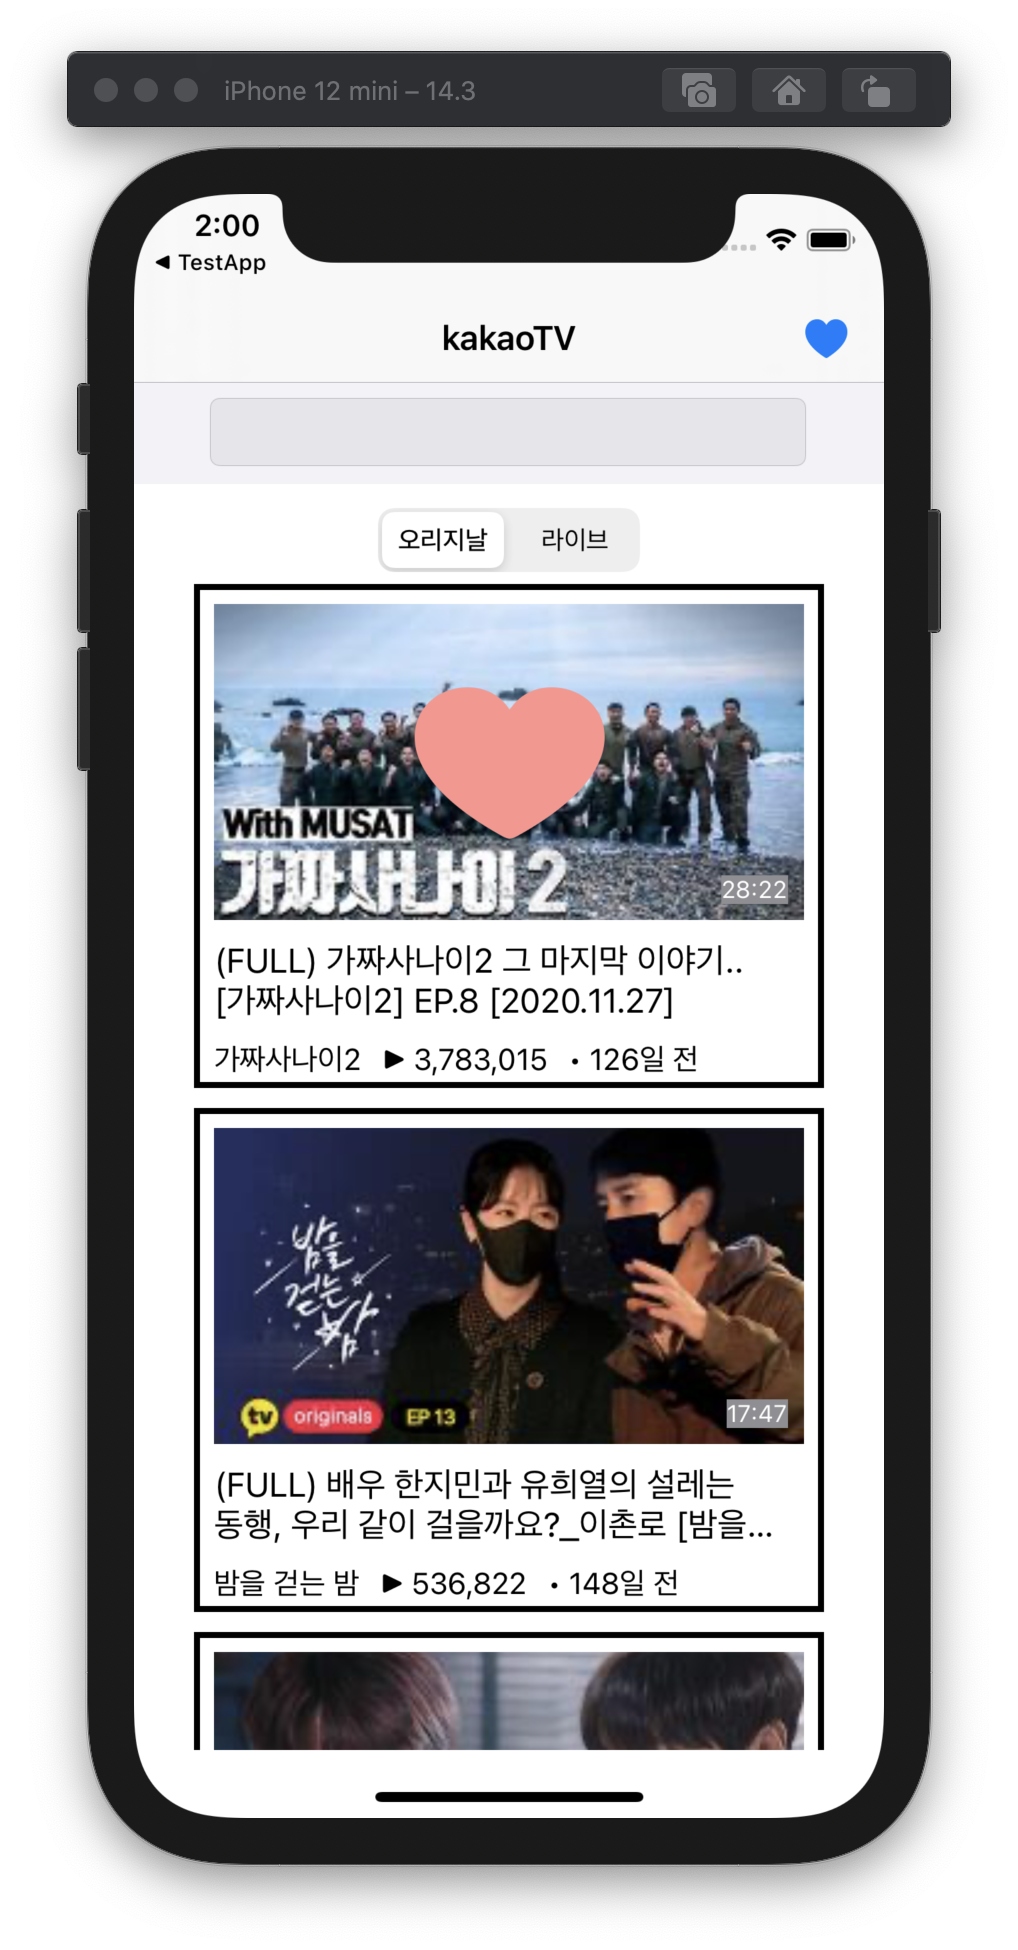 iPhone 12 mini – 14.3
2:00
◀ TestApp
kakaoTV
오리지날
라이브
With MUSAT
가짜사나이 2
28:22
(FULL) 가짜사나이2 그 마지막 이야기..
[가짜사나이2] EP.8 [2020.11.27]
가짜사나이2 ▶ 3,783,015 • 126일 전
밤을
걷는
밤
tv originals EP 13
17:47
(FULL) 배우 한지민과 유희열의 설레는
동행, 우리 같이 걸을까요?_이촌로 [밤을...
밤을 걷는 밤 ▶ 536,822 • 148일 전